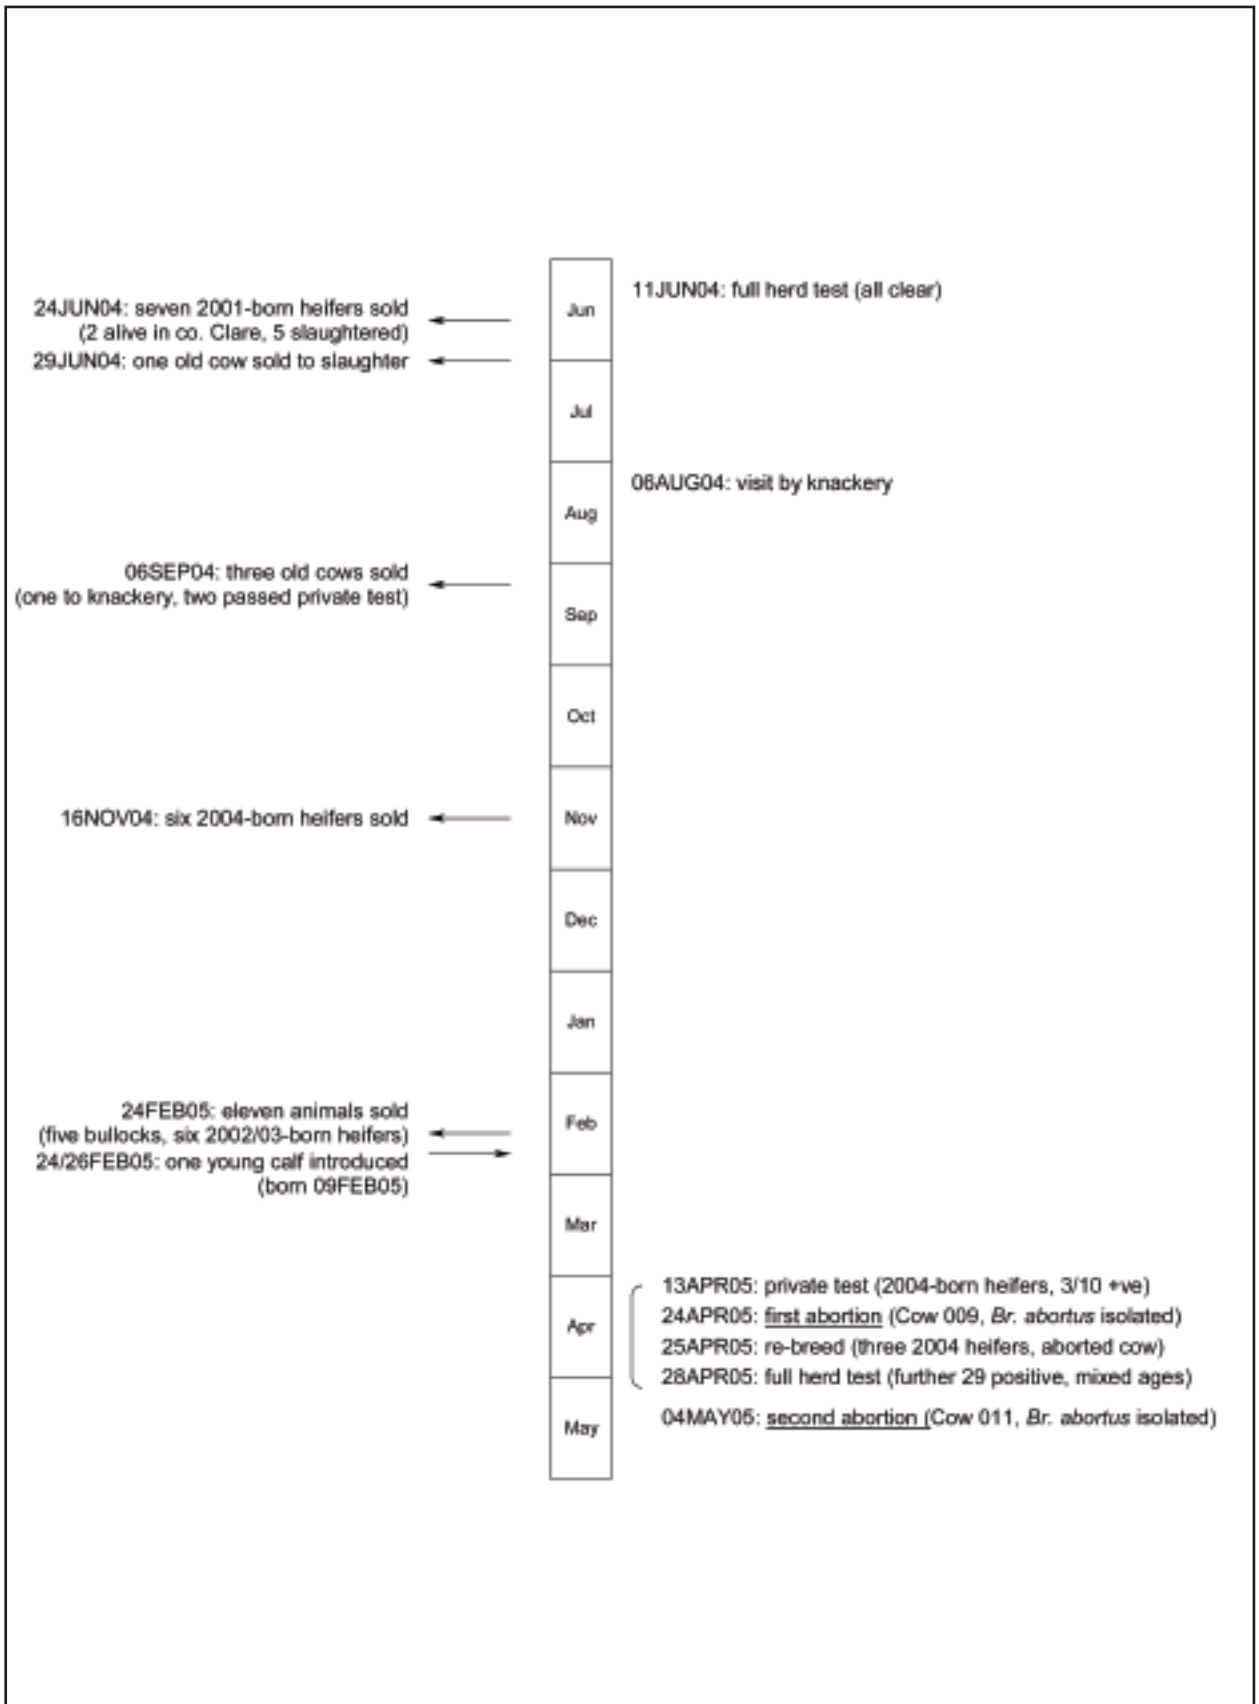 11JUN04: full herd test (all clear)
24JUN04: seven 2001-born heifers sold
(2 alive in co. Clare, 5 slaughtered)
29JUN04: one old cow sold to slaughter
Jun
Jul
06AUG04: visit by knackery
Aug
06SEP04: three old cows sold
(one to knackery, two passed private test)
Sep
Oct
16NOV04: six 2004-born heifers sold
Nov
Dec
Jan
24FEB05: eleven animals sold
(five bullocks, six 2002/03-born heifers)
24/26FEB05: one young calf introduced
(born 09FEB05)
Feb
Mar
13APR05: private test (2004-born heifers, 3/10 +ve)
24APR05: first abortion (Cow 009, Br. abortus isolated)
25APR05: re-breed (three 2004 heifers, aborted cow)
28APR05: full herd test (further 29 positive, mixed ages)
Apr
04MAY05: second abortion (Cow 011, Br. abortus isolated)
May